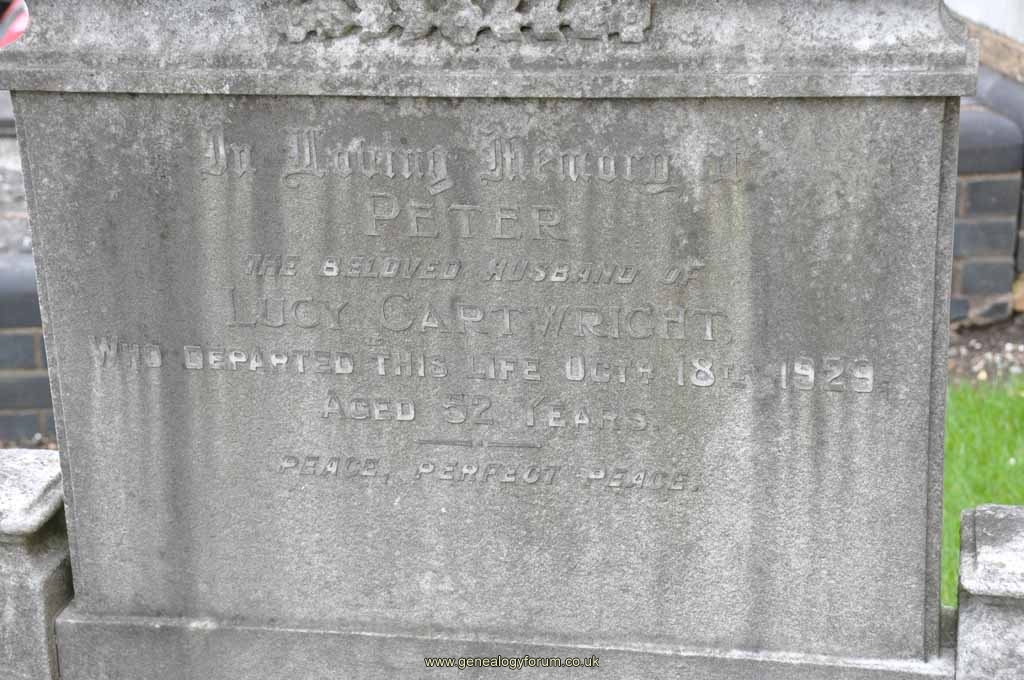 In Loving Memory of
PETER
THE BELOVED HUSBAND OF
LUCY CARTWRIGHT,
WHO DEPARTED THIS LIFE OCTR 18TH 1929,
AGED 52 YEARS.
PEACE, PERFECT PEACE.
www.genealogyforum.co.uk